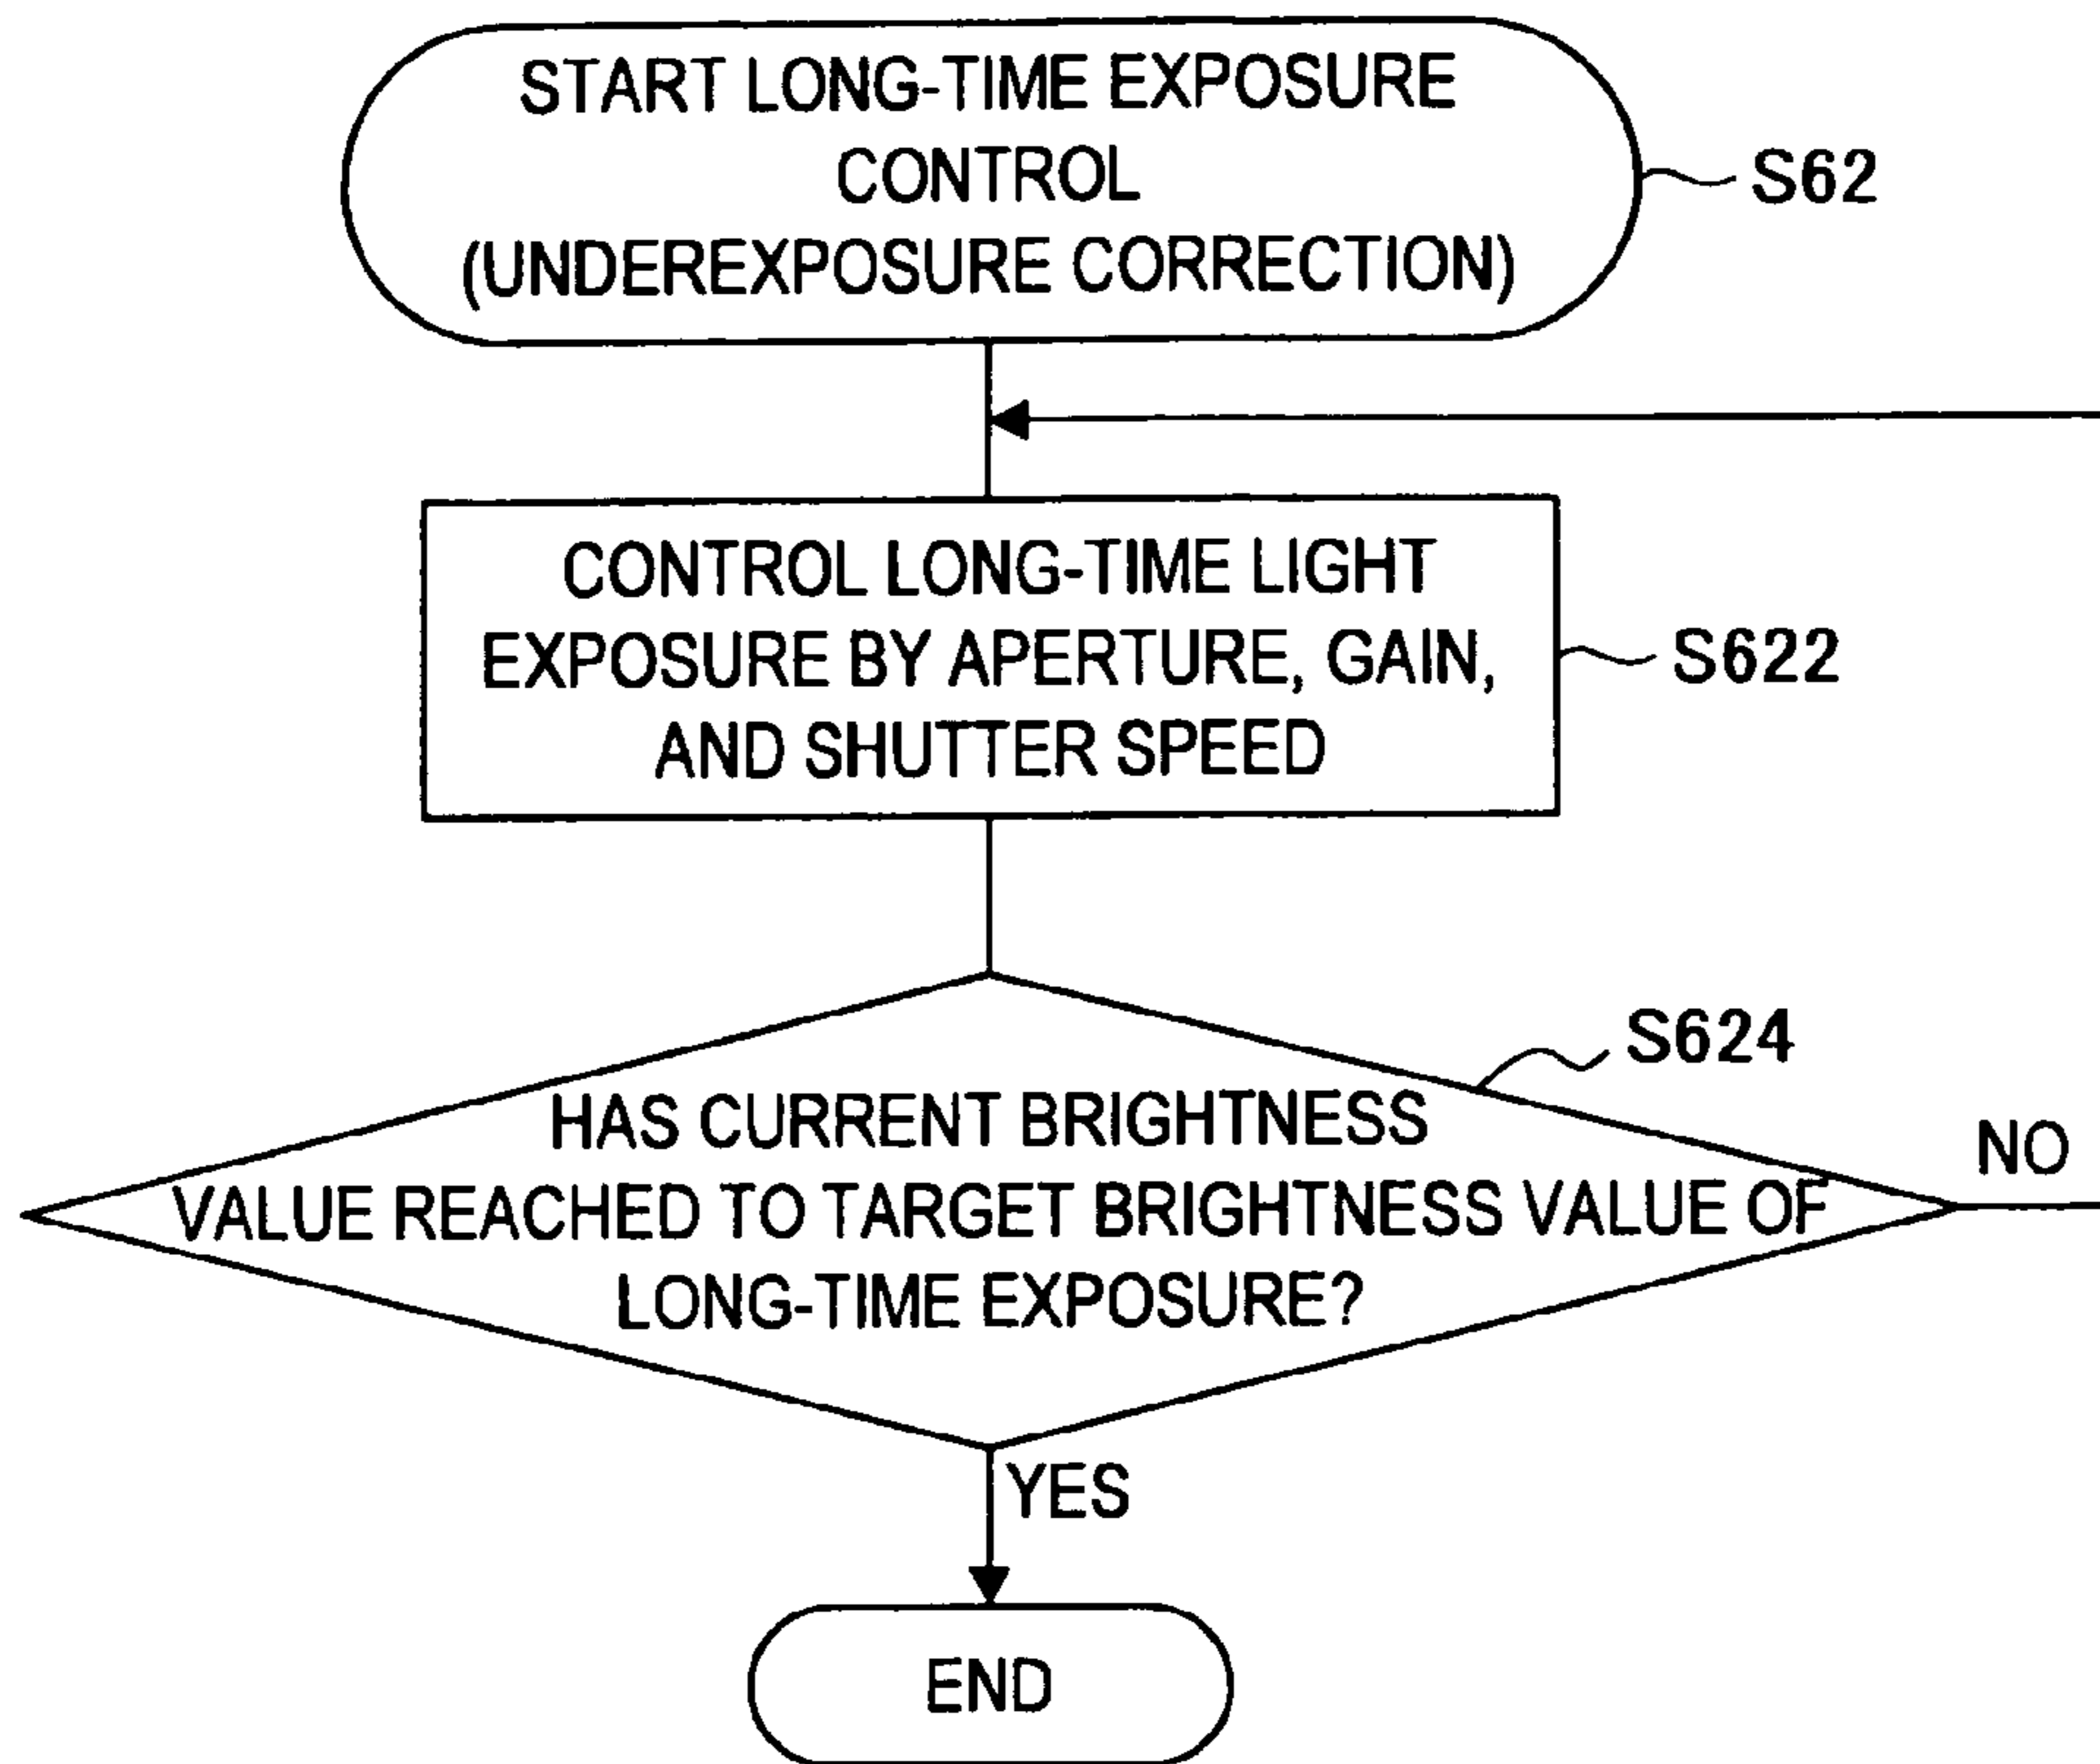 START LONG-TIME EXPOSURE
CONTROL
(UNDEREXPOSURE CORRECTION)
S62
CONTROL LONG-TIME LIGHT
EXPOSURE BY APERTURE, GAIN,
AND SHUTTER SPEED
S622
S624
HAS CURRENT BRIGHTNESS
VALUE REACHED TO TARGET BRIGHTNESS VALUE OF
LONG-TIME EXPOSURE?
NO
YES
END